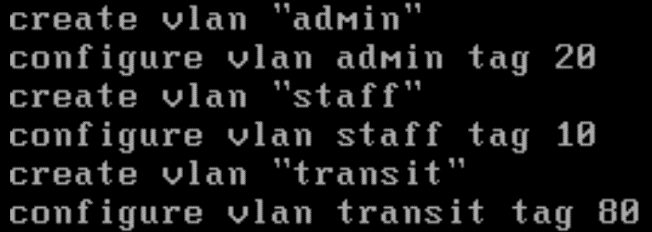 create vlan "admin"
configure vlan admin tag 20
create vlan "staff"
configure vlan staff tag 10
create vlan "transit"
configure vlan transit tag 80